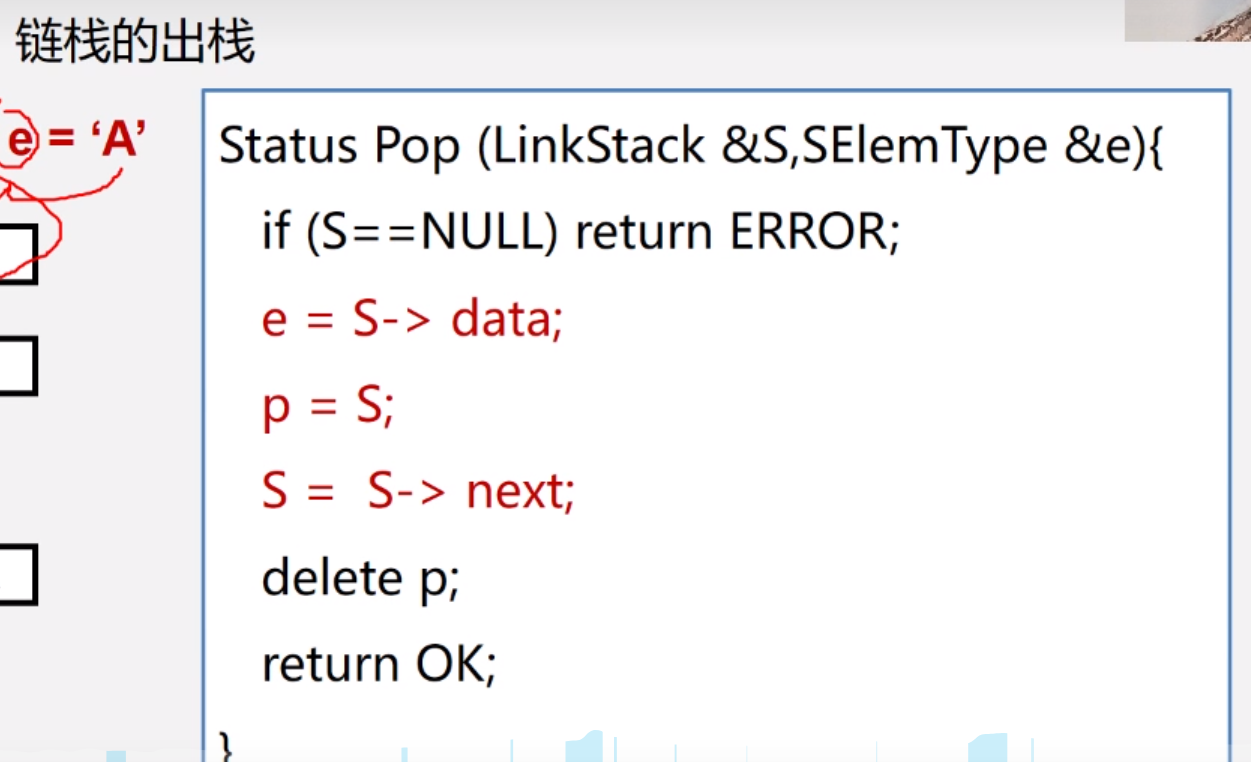 链栈的出栈
e = ‘A’
Status Pop (LinkStack &S,SElemType &e){
if (S==NULL) return ERROR;
e = S-> data;
p = S;
S = S-> next;
delete p;
return OK;
}